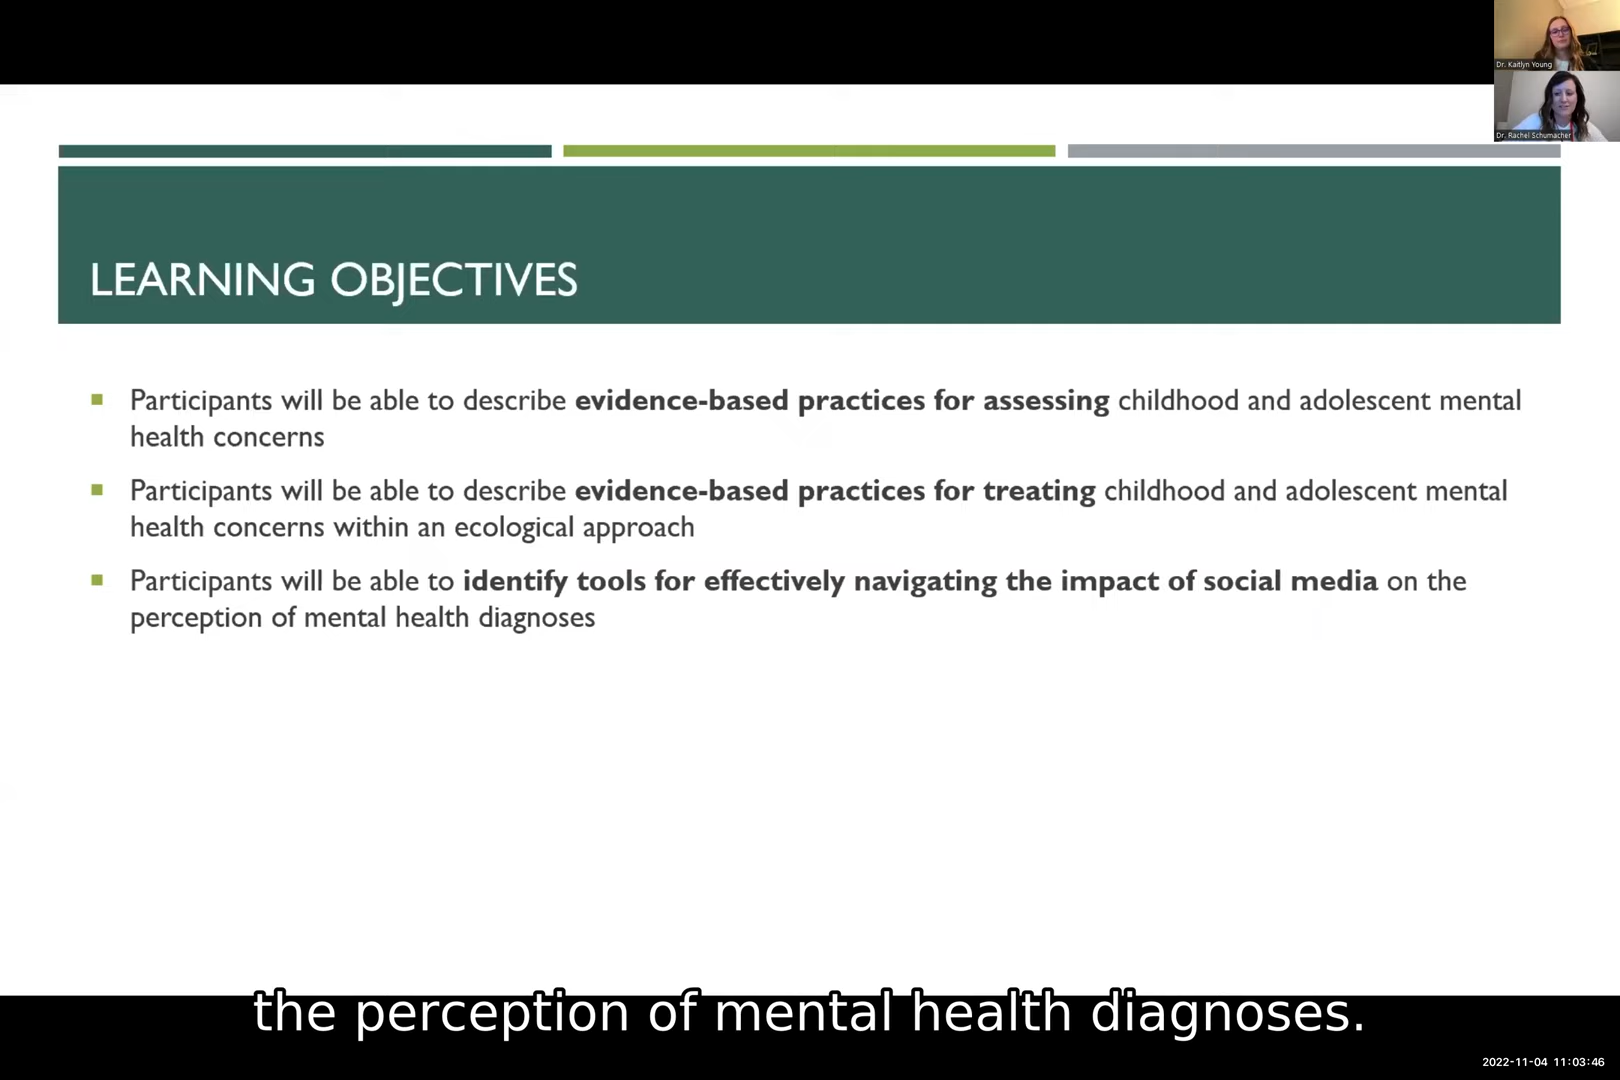 Dr. Kaitlyn Young
Dr. Rachel Schumacher
LEARNING OBJECTIVES
Participants will be able to describe evidence-based practices for assessing childhood and adolescent mental
health concerns
Participants will be able to describe evidence-based practices for treating childhood and adolescent mental
health concerns within an ecological approach
Participants will be able to identify tools for effectively navigating the impact of social media on the
perception of mental health diagnoses
the perception of mental health diagnoses.
2022-11-04 11:03:46